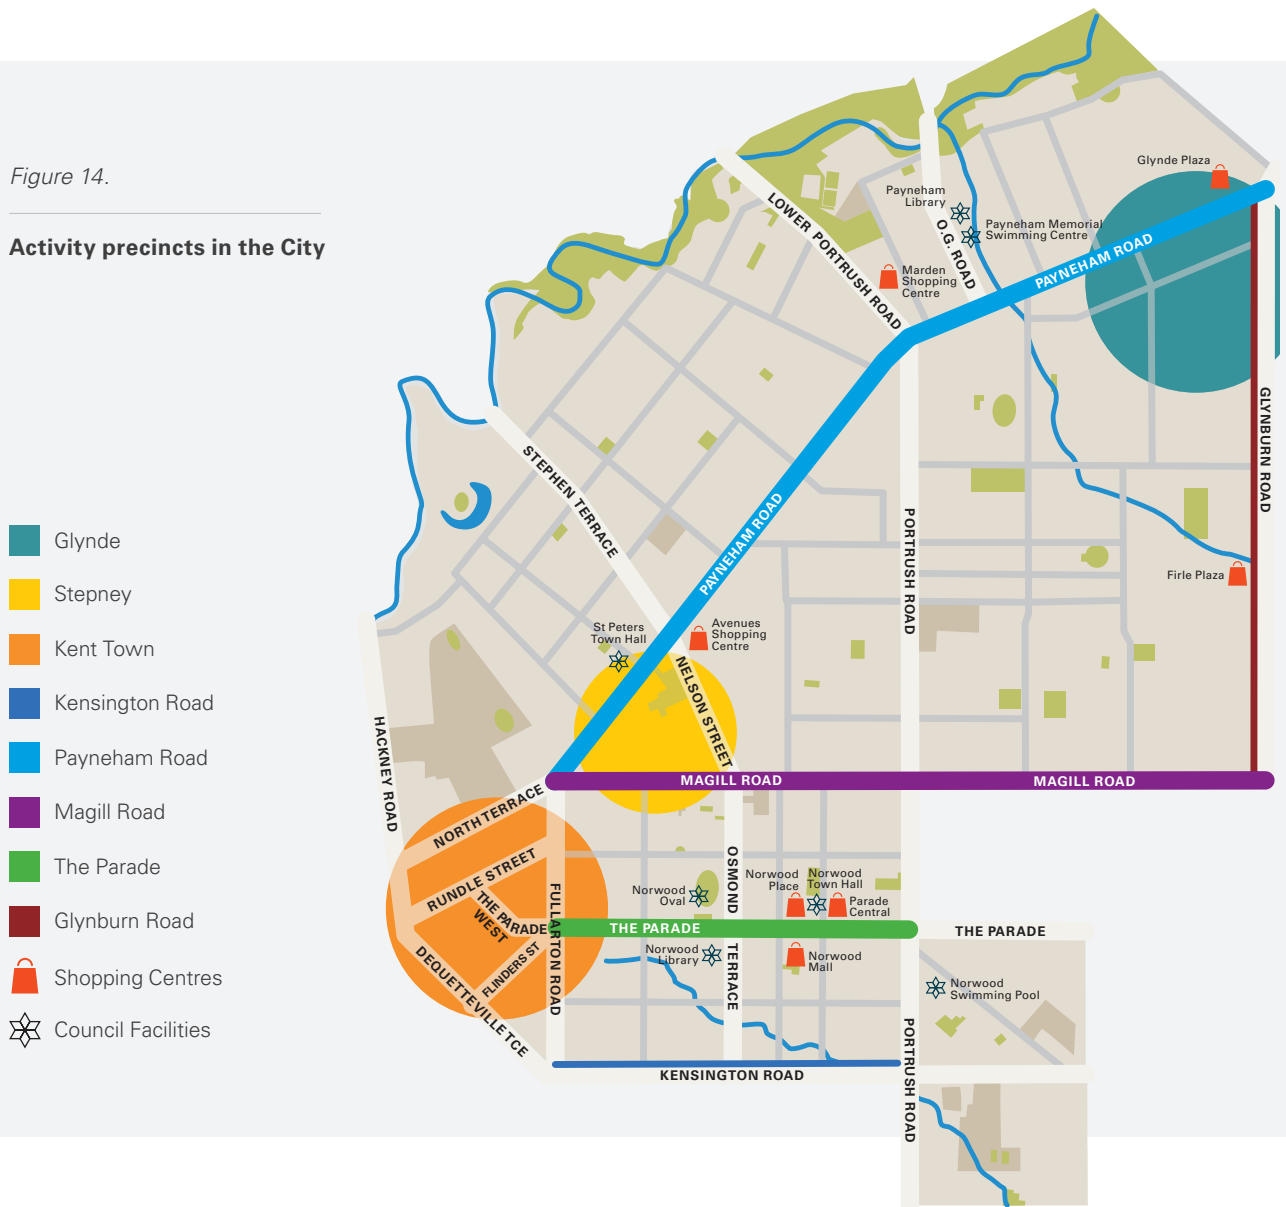 Figure 14.
Activity precincts in the City
Glynde
Stepney
Kent Town
Kensington Road
Payneham Road
Magill Road
The Parade
Glynburn Road
Shopping Centres
Council Facilities
Glynde Plaza
Payneham
Library
Payneham Memorial
Swimming Centre
LOWER PORTRUSH ROAD
O.G. ROAD
PAYNEHAM ROAD
Marden
Shopping
Centre
GLYNBURN ROAD
STEPHEN TERRACE
PAYNEHAM ROAD
PORTRUSH ROAD
Firle Plaza
St Peters
Town Hall
Avenues
Shopping
Centre
NELSON STREET
HACKNEY ROAD
MAGILL ROAD
MAGILL ROAD
NORTH TERRACE
RUNDLE STREET
THE PARADE
WEST
FLINDERS ST
DEQUETTEVILLE TCE
FULLARTON ROAD
OSMOND
TERRACE
Norwood
Oval
Norwood
Place
Norwood
Town Hall
Parade
Central
THE PARADE
THE PARADE
Norwood
Library
Norwood
Mall
Norwood
Swimming Pool
KENSINGTON ROAD
PORTRUSH ROAD